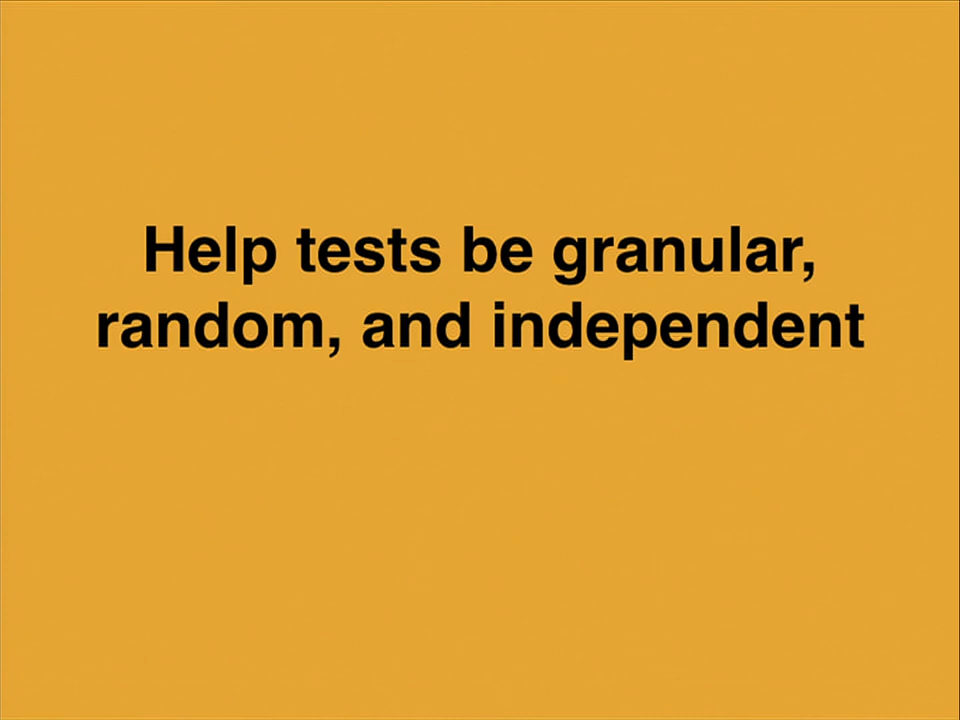 Help tests be granular,
random, and independent